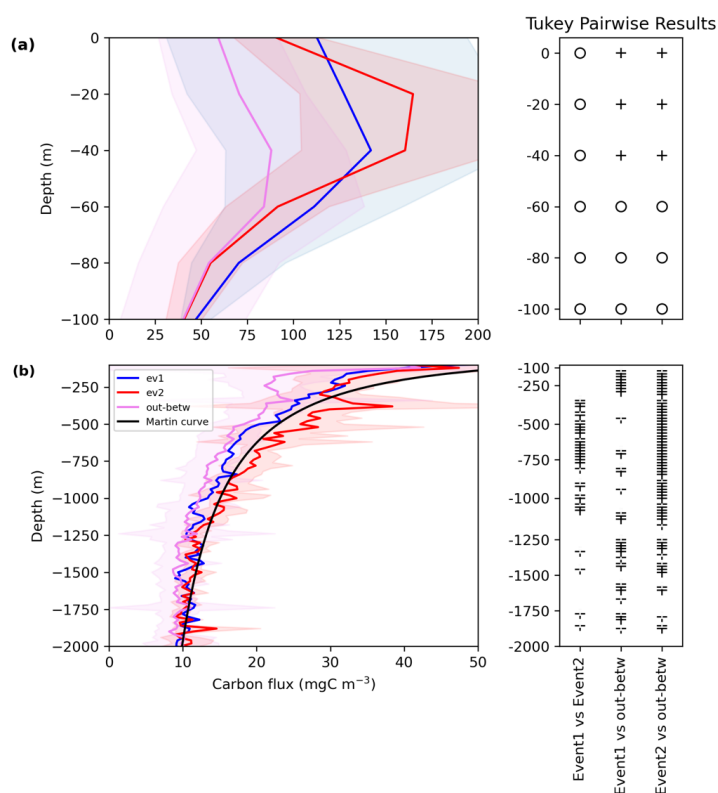 Tukey Pairwise Results
(a)
0
−20
−40
−60
−80
−100
Depth (m)
0 25 50 75 100 125 150 175 200
0
-20
-40
-60
-80
-100
(b)
ev1
ev2
out-betw
Martin curve
−250
−500
−750
−1000
−1250
−1500
−1750
−2000
Depth (m)
0 10 20 30 40 50
Carbon flux (mgC m⁻³)
-100
-250
-500
-1000
-1250
-1500
-1750
-2000
Event1 vs Event2
Event1 vs out-betw
Event2 vs out-betw